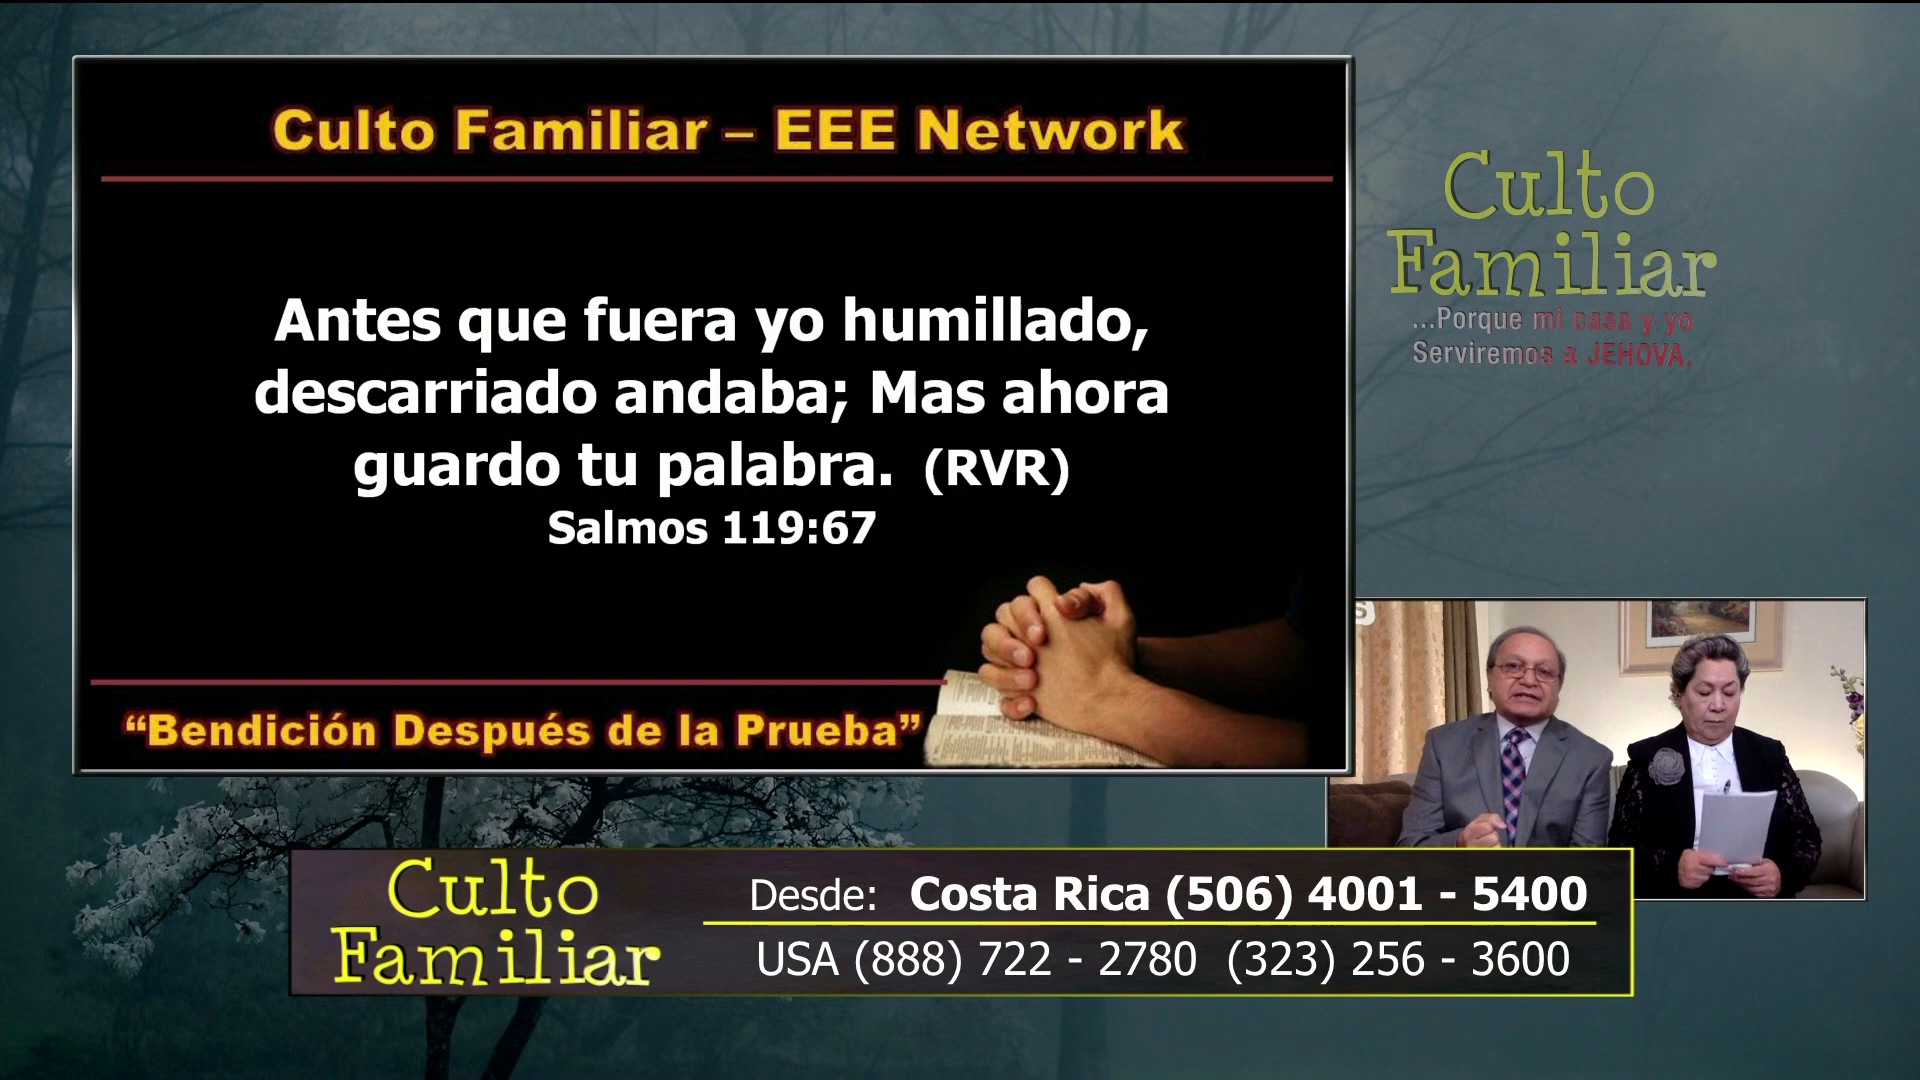 Culto Familiar – EEE Network
Antes que fuera yo humillado,
descarriado andaba; Mas ahora
guardo tu palabra. (RVR)
Salmos 119:67
“Bendición Después de la Prueba”
Culto
Familiar
...Porque mi casa y yo
Serviremos a JEHOVA.
Culto
Familiar
Desde: Costa Rica (506) 4001 - 5400
USA (888) 722 - 2780 (323) 256 - 3600